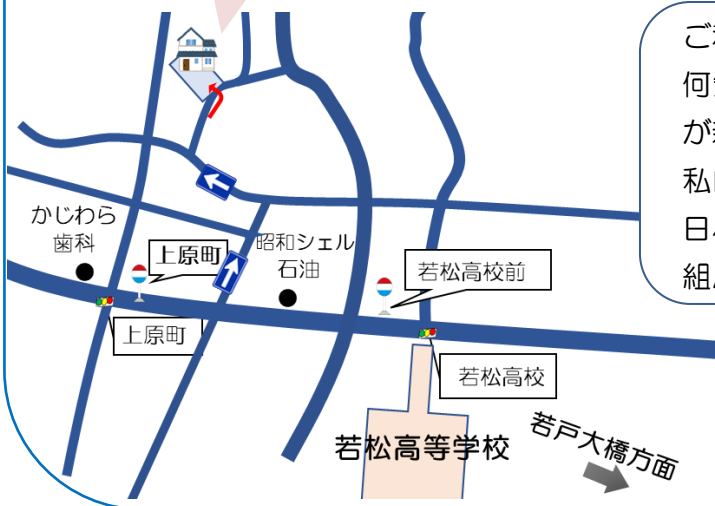 かじわら
歯科
上原町
昭和シェル
石油
若松高校前
上原町
若松高校
若松高等学校
若戸大橋方面
ご
何
が
私
日
組